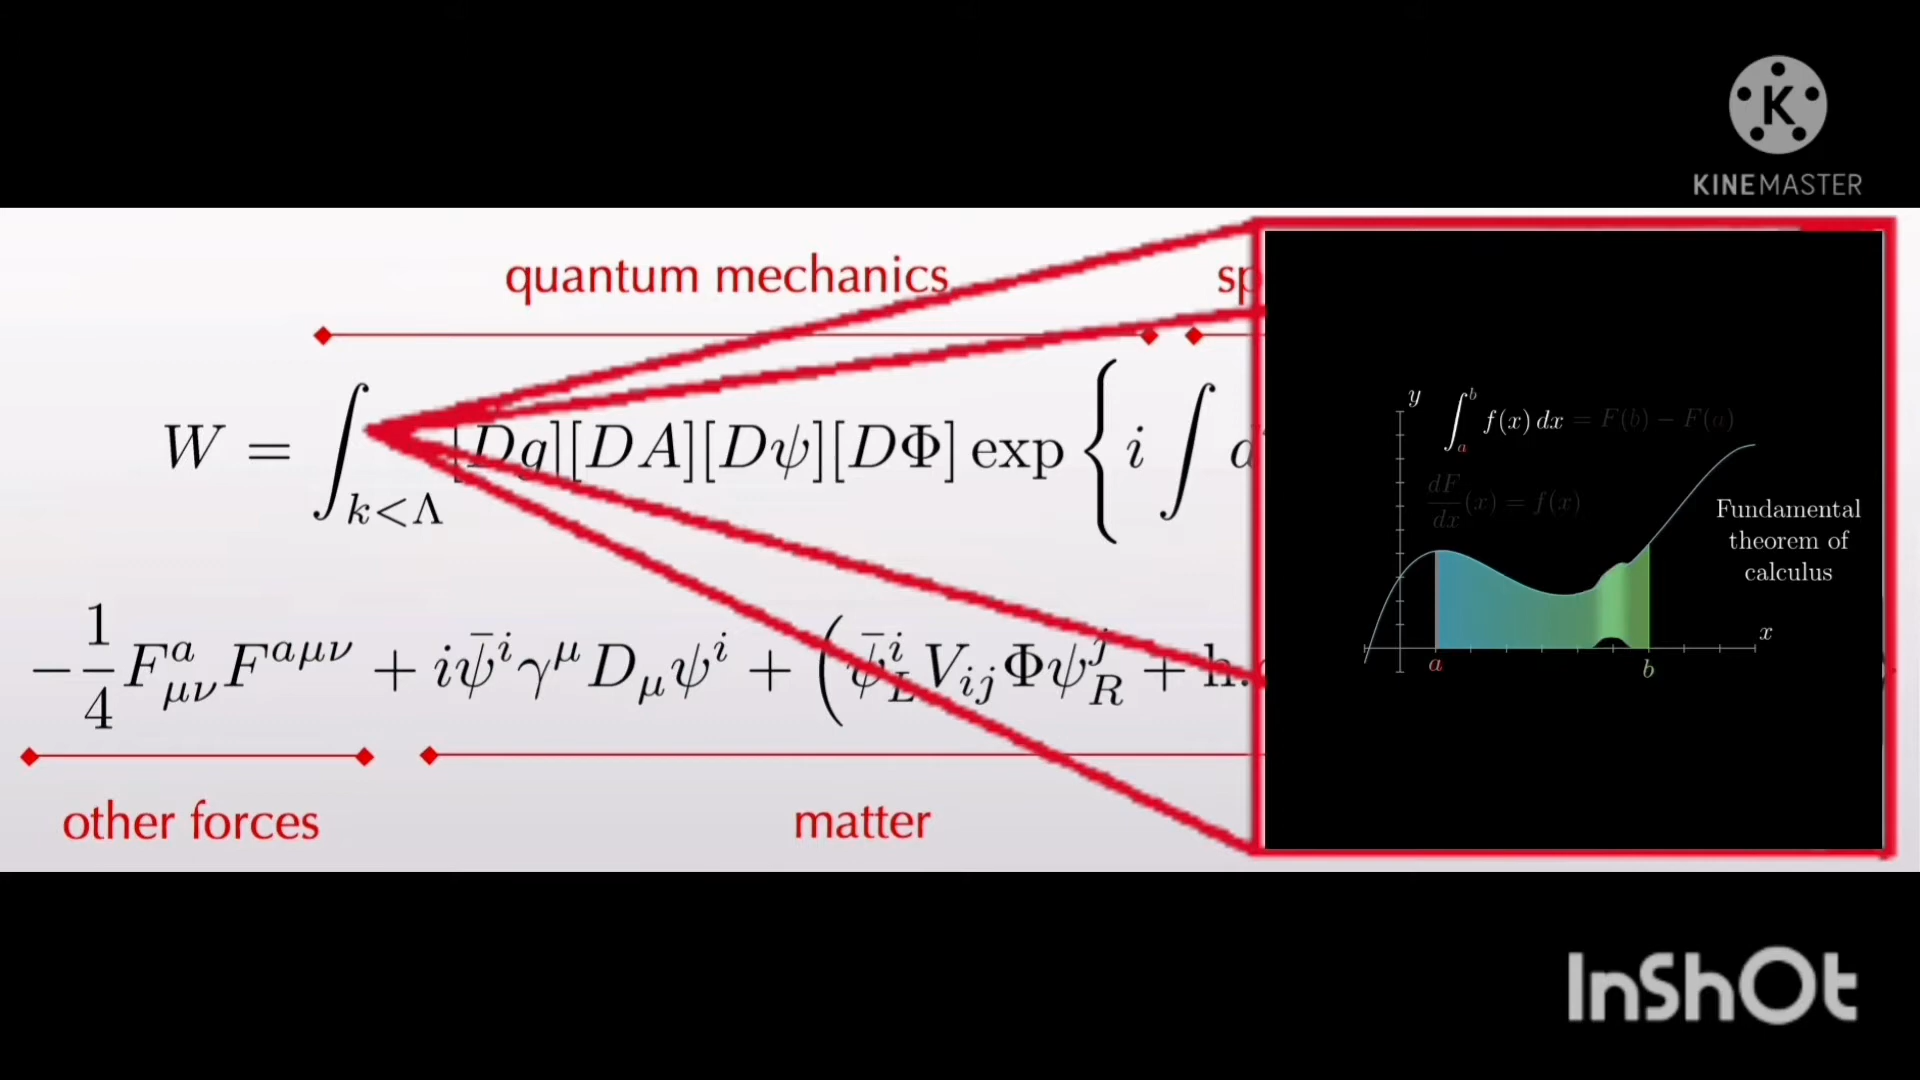 K
KINEMASTER
quantum mechanics
sp
W = ∫_{k<Λ} [Dg][DA][Dψ][DΦ] exp { i ∫ d
−1/4 F^a_{μν} F^{aμν} + iψ̄^i γ^μ D_μ ψ^i + ( ψ̄^i_L V_{ij} Φ ψ^j_R + h.
other forces
matter
y
∫_a^b f(x) dx = F(b) − F(a)
dF/dx (x) = f(x)
Fundamental
theorem of
calculus
x
a
b
InShOt